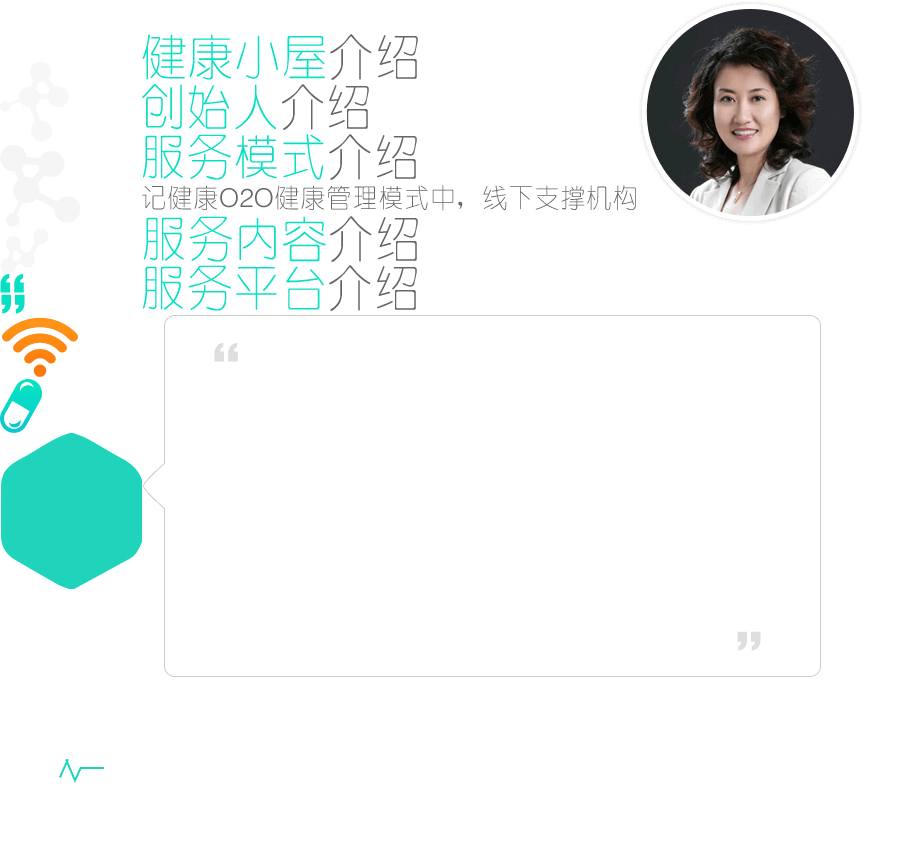 健康小屋介绍
创始人介绍
服务模式介绍
记健康O2O健康管理模式中，线下支撑机构
服务内容介绍
服务平台介绍